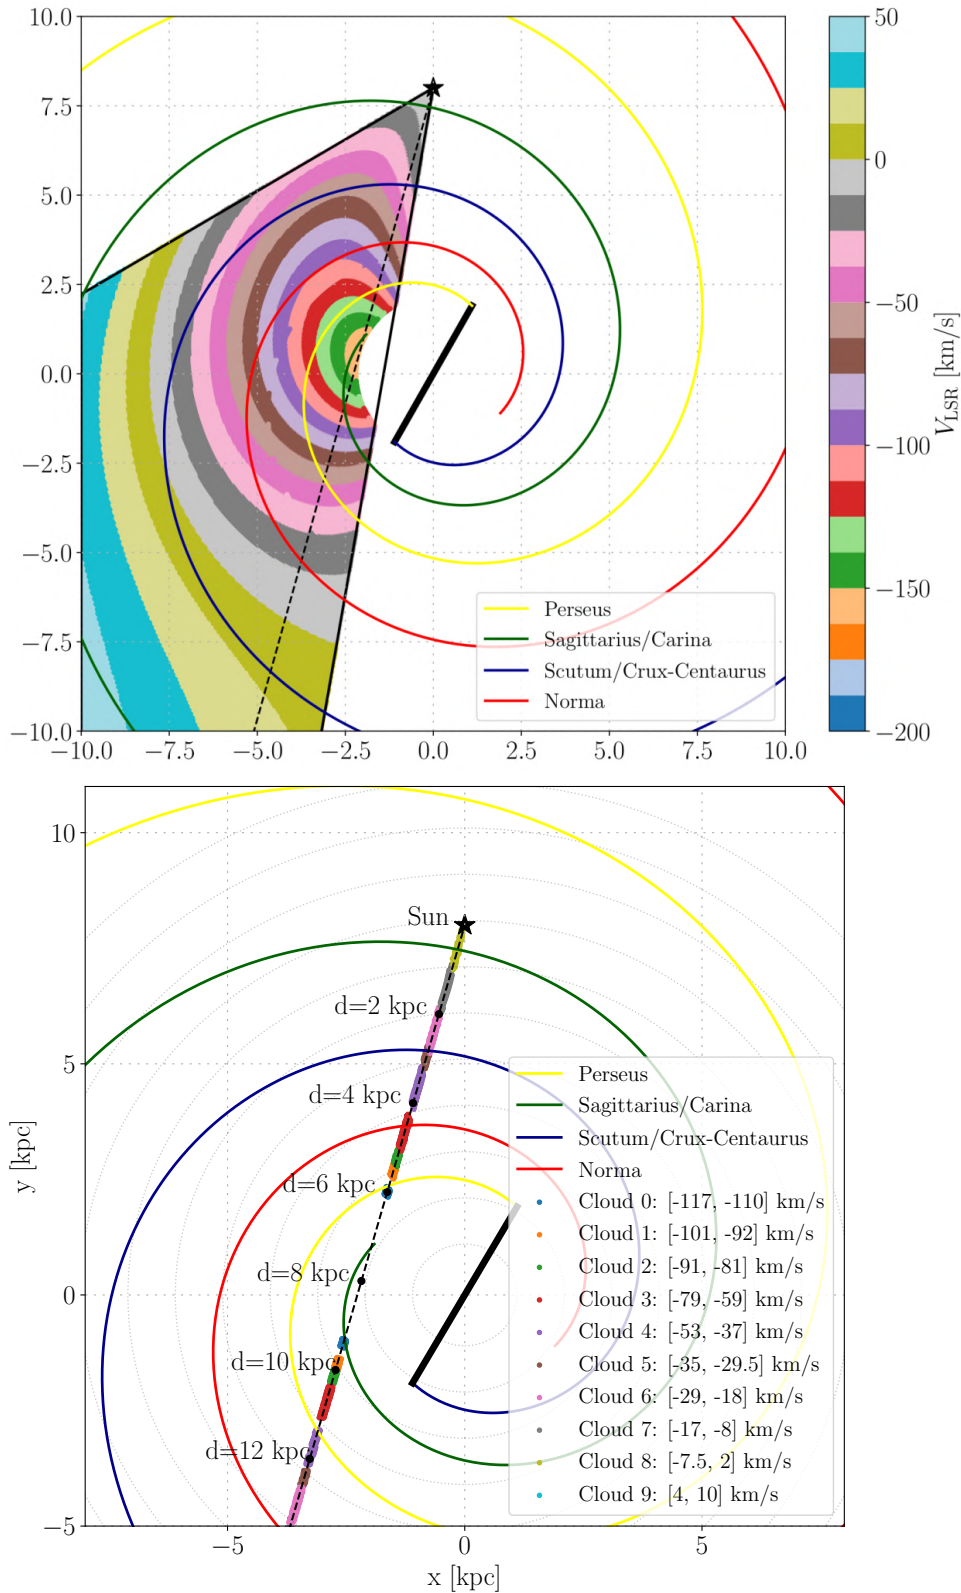 10.0
7.5
5.0
2.5
0.0
−2.5
−5.0
−7.5
−10.0
−10.0 −7.5 −5.0 −2.5 0.0 2.5 5.0 7.5 10.0
Perseus
Sagittarius/Carina
Scutum/Crux-Centaurus
Norma
50
0
−50
−100
−150
−200
V_LSR [km/s]
10
5
0
−5
y [kpc]
Sun
d=2 kpc
d=4 kpc
d=6 kpc
d=8 kpc
d=10 kpc
d=12 kpc
Perseus
Sagittarius/Carina
Scutum/Crux-Centaurus
Norma
Cloud 0: [-117, -110] km/s
Cloud 1: [-101, -92] km/s
Cloud 2: [-91, -81] km/s
Cloud 3: [-79, -59] km/s
Cloud 4: [-53, -37] km/s
Cloud 5: [-35, -29.5] km/s
Cloud 6: [-29, -18] km/s
Cloud 7: [-17, -8] km/s
Cloud 8: [-7.5, 2] km/s
Cloud 9: [4, 10] km/s
−5 0 5
x [kpc]